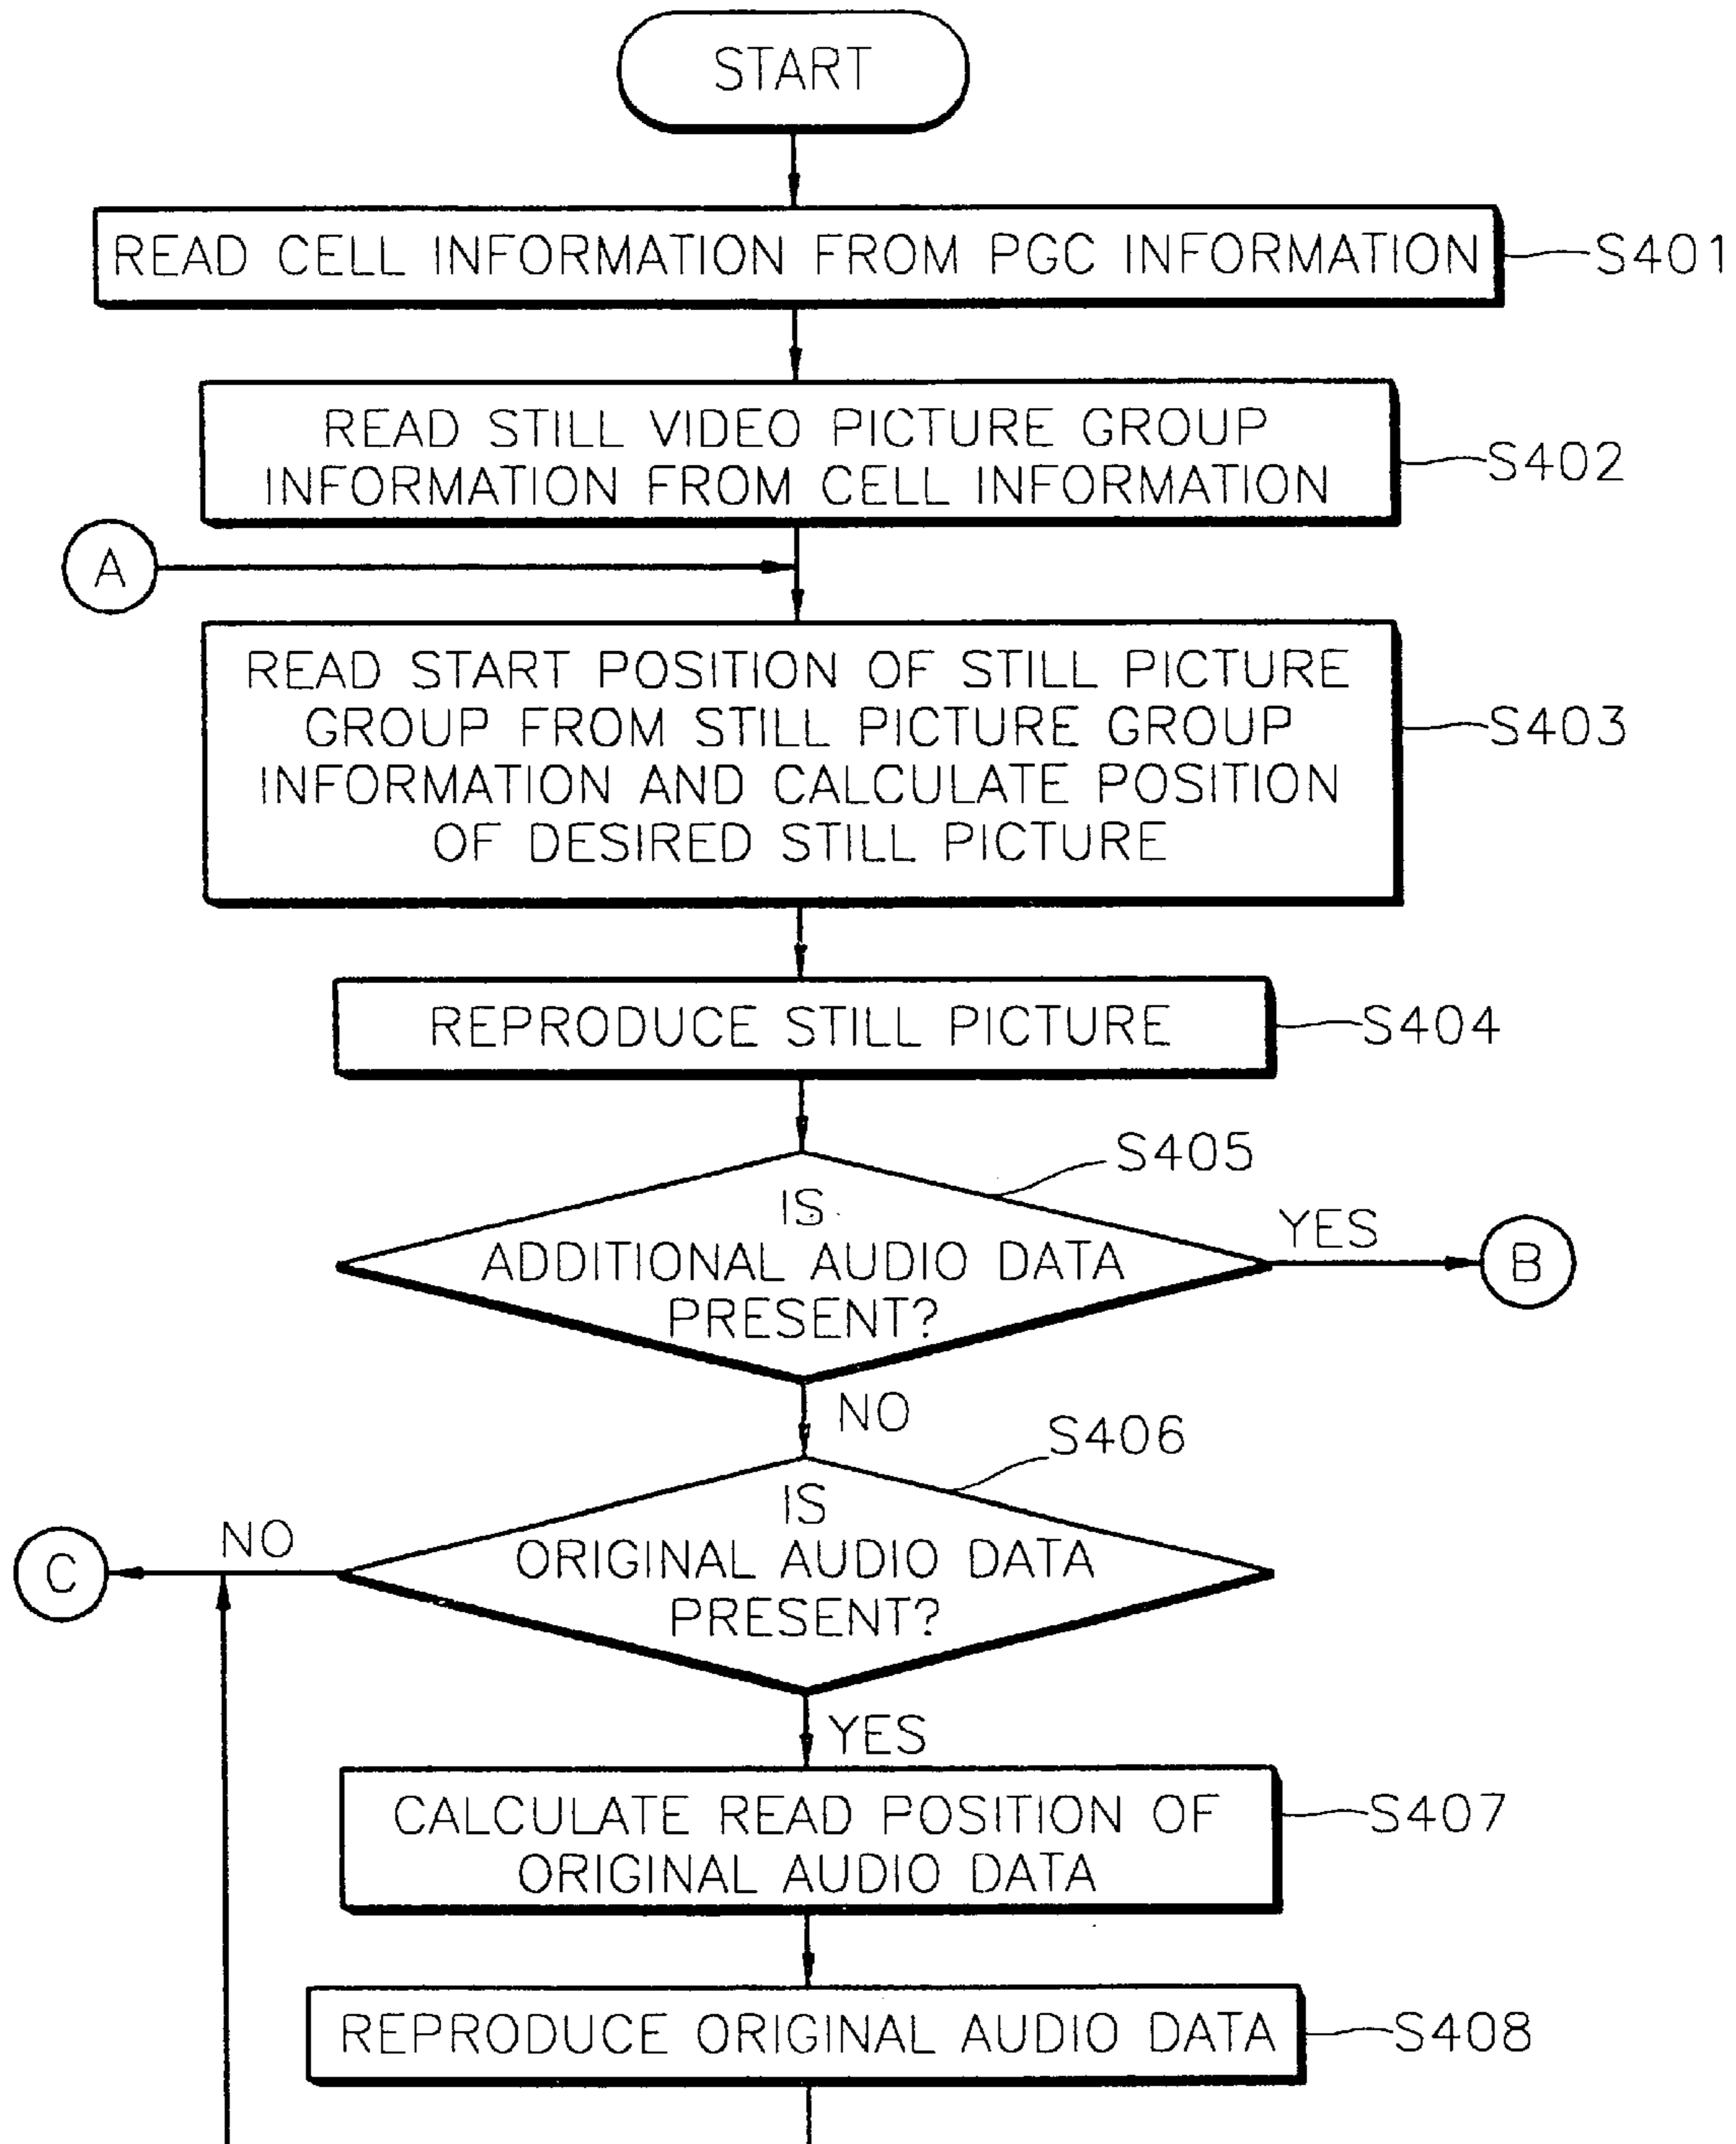 START
READ CELL INFORMATION FROM PGC INFORMATION
S401
READ STILL VIDEO PICTURE GROUP
INFORMATION FROM CELL INFORMATION
S402
A
READ START POSITION OF STILL PICTURE
GROUP FROM STILL PICTURE GROUP
INFORMATION AND CALCULATE POSITION
OF DESIRED STILL PICTURE
S403
REPRODUCE STILL PICTURE
S404
S405
IS
ADDITIONAL AUDIO DATA
PRESENT?
YES
B
NO
S406
IS
ORIGINAL AUDIO DATA
PRESENT?
NO
C
YES
CALCULATE READ POSITION OF
ORIGINAL AUDIO DATA
S407
REPRODUCE ORIGINAL AUDIO DATA
S408